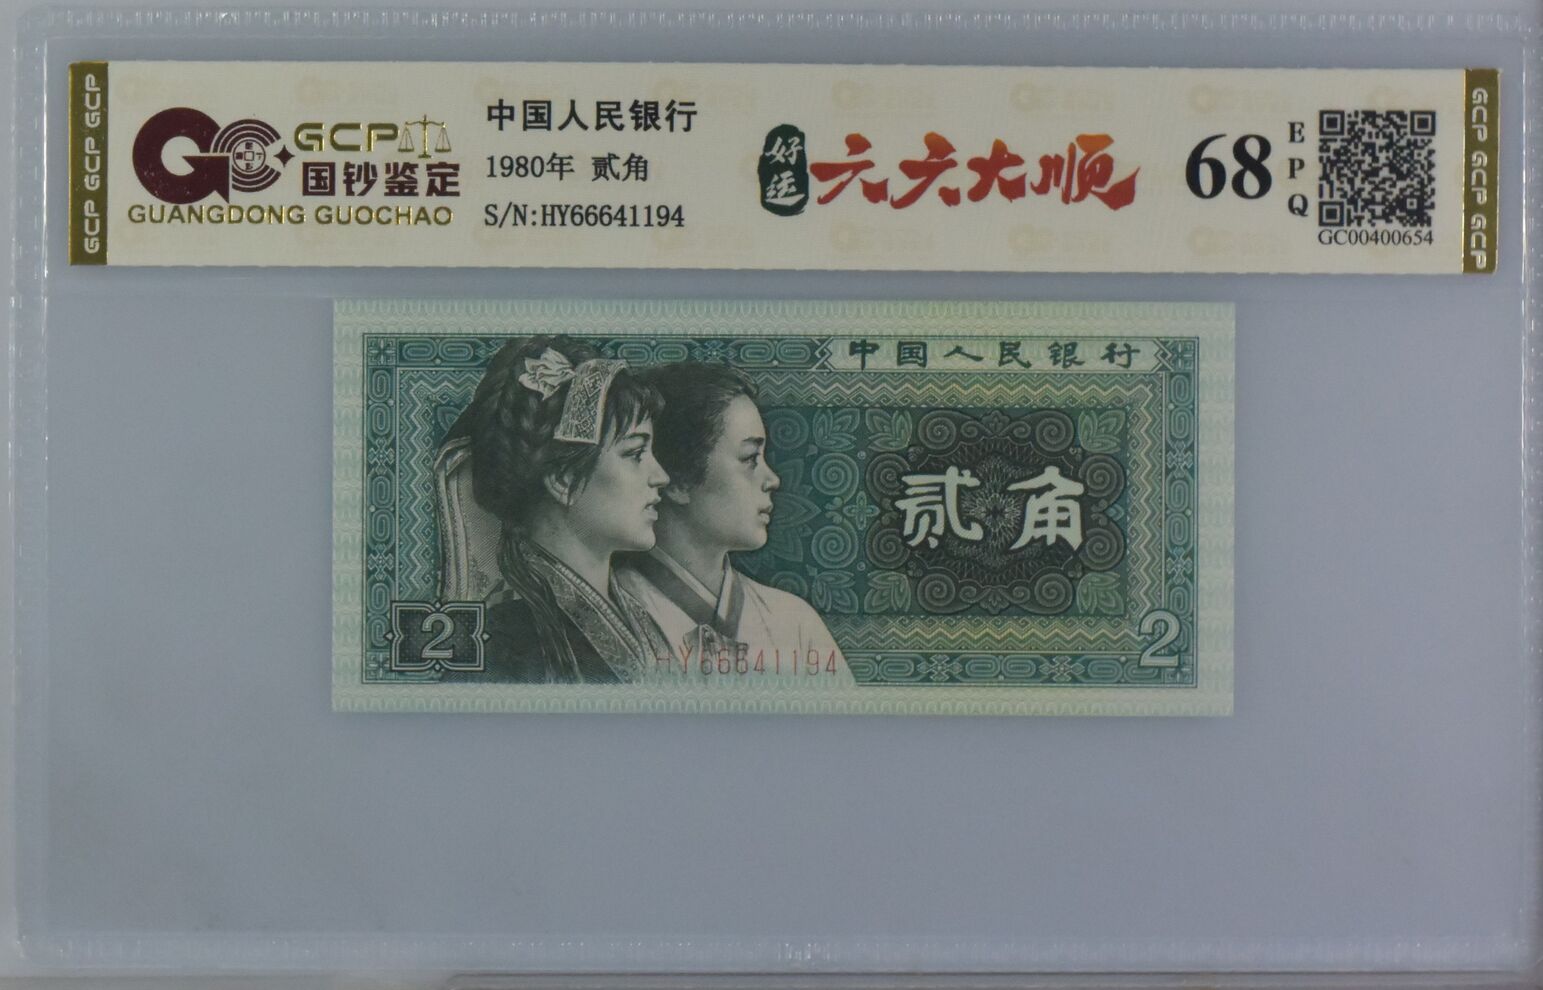 GCP GCP GCP
GCP
国钞鉴定
GUANGDONG GUOCHAO
中国人民银行
1980年 贰角
S/N:HY66641194
好运
六六大顺
68
EPQ
GC00400654
GCP GCP GCP
中国人民银行
贰角
2
HY66641194
2